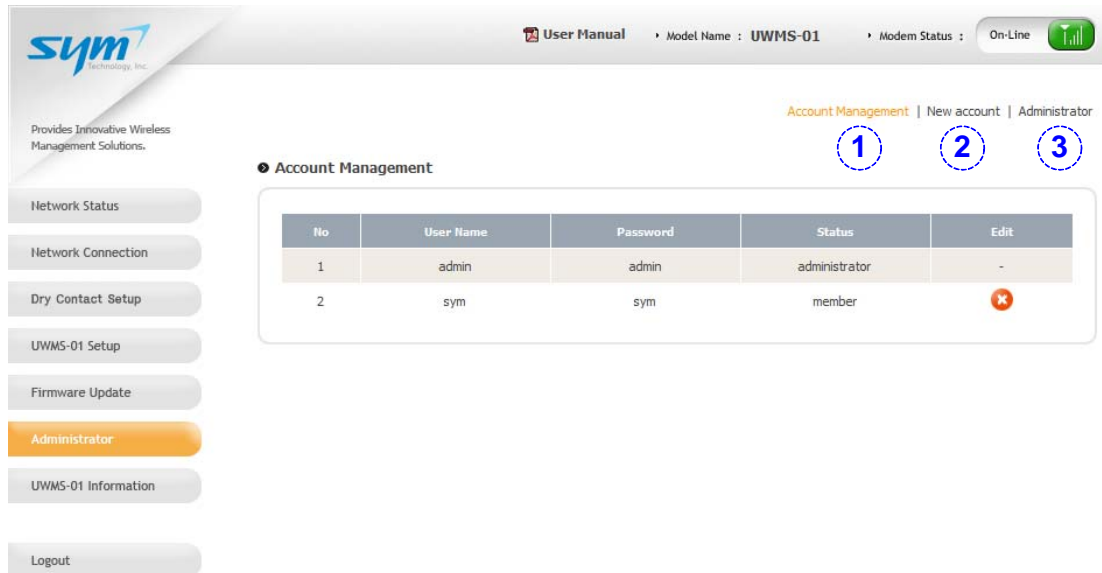 sym
Technology, Inc.
User Manual
Model Name : UWMS-01
Modem Status : On-Line
Provides Innovative Wireless
Management Solutions.
Account Management | New account | Administrator
1 2 3
Account Management
Network Status
Network Connection
Dry Contact Setup
UWMS-01 Setup
Firmware Update
Administrator
UWMS-01 Information
Logout
No User Name Password Status Edit
1 admin admin administrator -
2 sym sym member